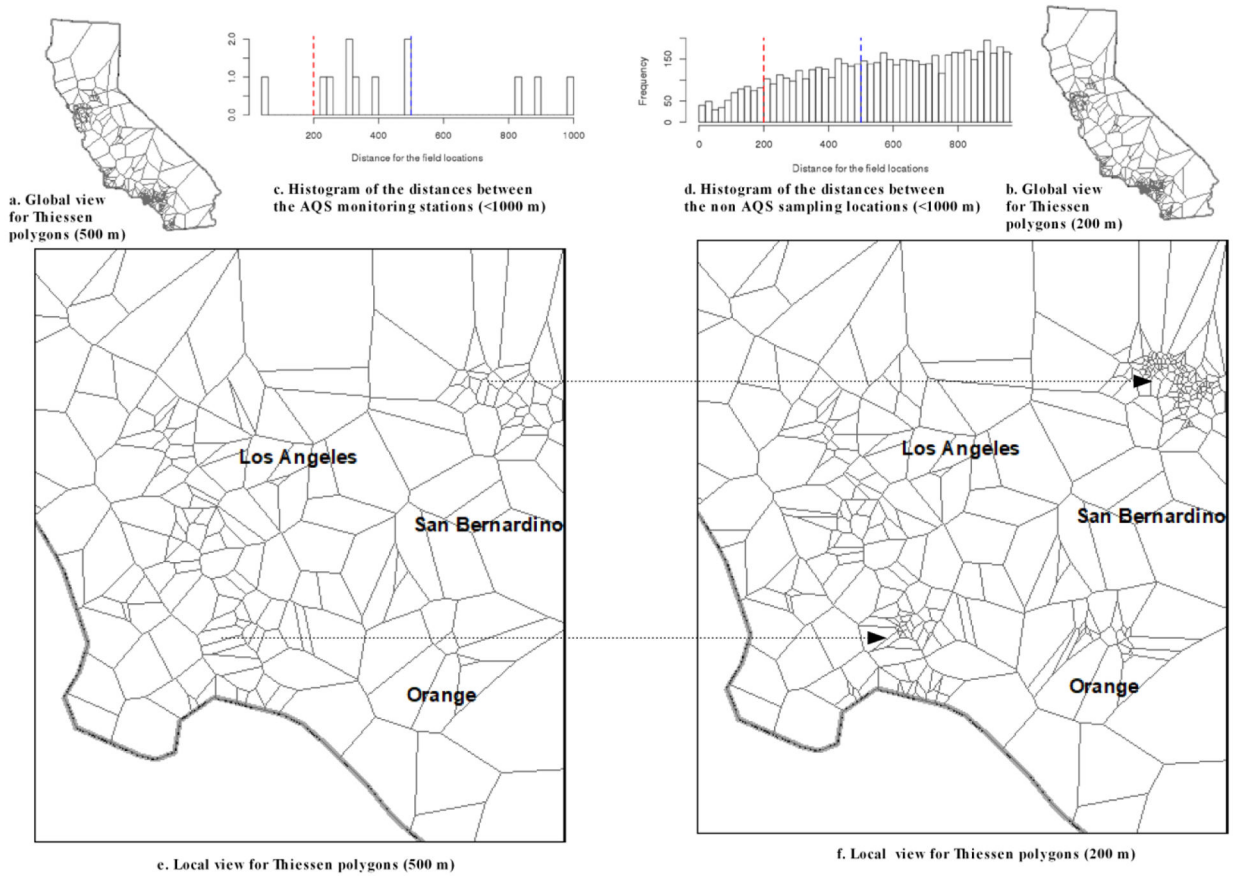 2.0
1.0
0.0
200
400
600
800
1000
Distance for the field locations
Frequency
150
50
0
0
200
400
600
800
Distance for the field locations
a. Global view
for Thiessen
polygons (500 m)
c. Histogram of the distances between
the AQS monitoring stations (<1000 m)
d. Histogram of the distances between
the non AQS sampling locations (<1000 m)
b. Global view
for Thiessen
polygons (200 m)
Los Angeles
San Bernardino
Orange
Los Angeles
San Bernardino
Orange
e. Local view for Thiessen polygons (500 m)
f. Local view for Thiessen polygons (200 m)